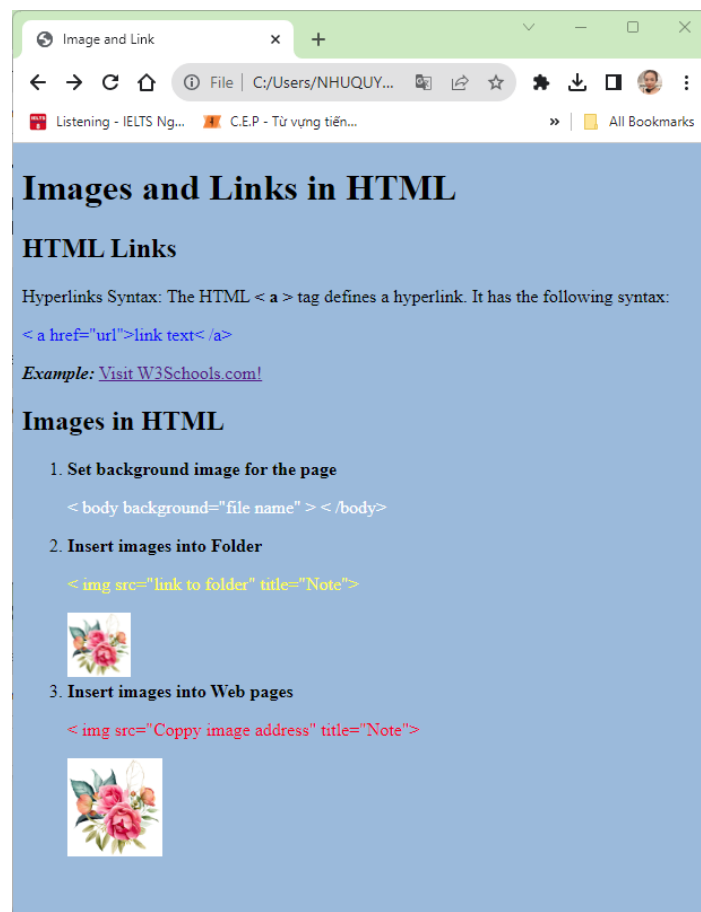 Image and Link
File | C:/Users/NHUQUY...
Listening - IELTS Ng... C.E.P - Từ vựng tiến... » All Bookmarks
Images and Links in HTML
HTML Links
Hyperlinks Syntax: The HTML < a > tag defines a hyperlink. It has the following syntax:
< a href="url">link text< /a>
Example: Visit W3Schools.com!
Images in HTML
1. Set background image for the page
< body background="file name" > < /body>
2. Insert images into Folder
< img src="link to folder" title="Note">
3. Insert images into Web pages
< img src="Coppy image address" title="Note">